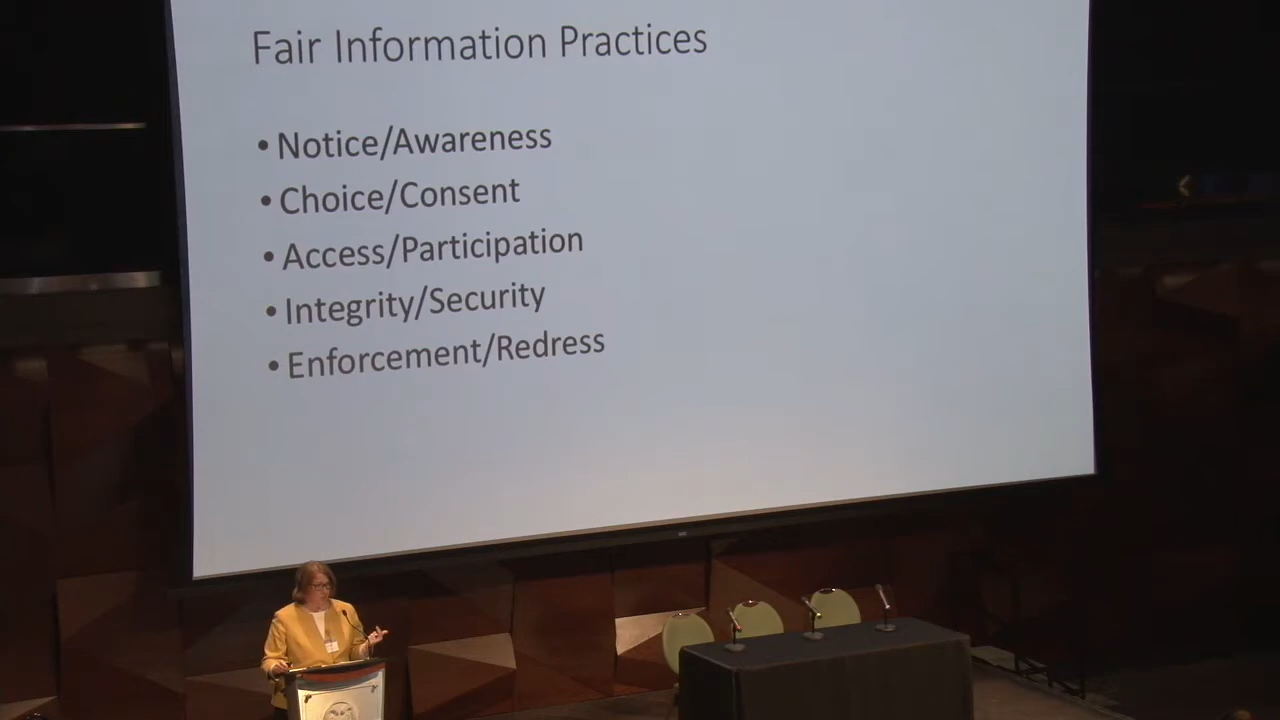 Fair Information Practices
• Notice/Awareness
• Choice/Consent
• Access/Participation
• Integrity/Security
• Enforcement/Redress